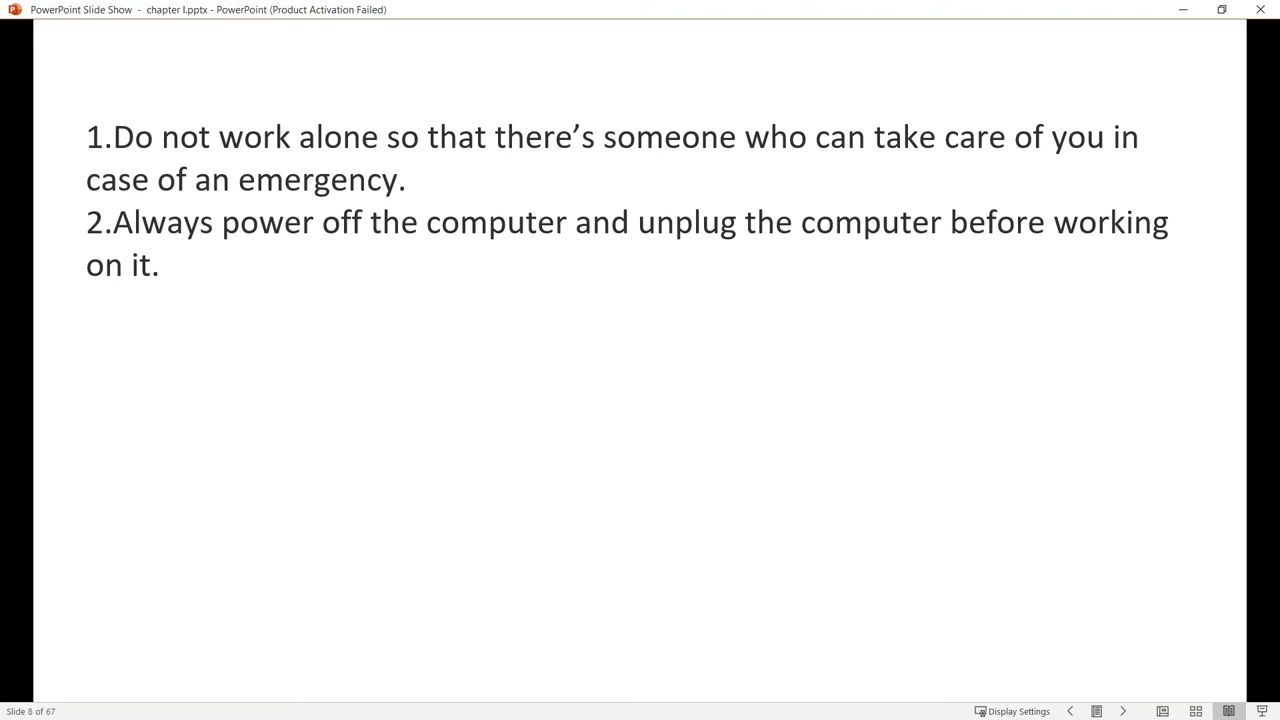 PowerPoint Slide Show - chapter I.pptx - PowerPoint (Product Activation Failed)
1.Do not work alone so that there’s someone who can take care of you in
case of an emergency.
2.Always power off the computer and unplug the computer before working
on it.
Slide 8 of 67
Display Settings